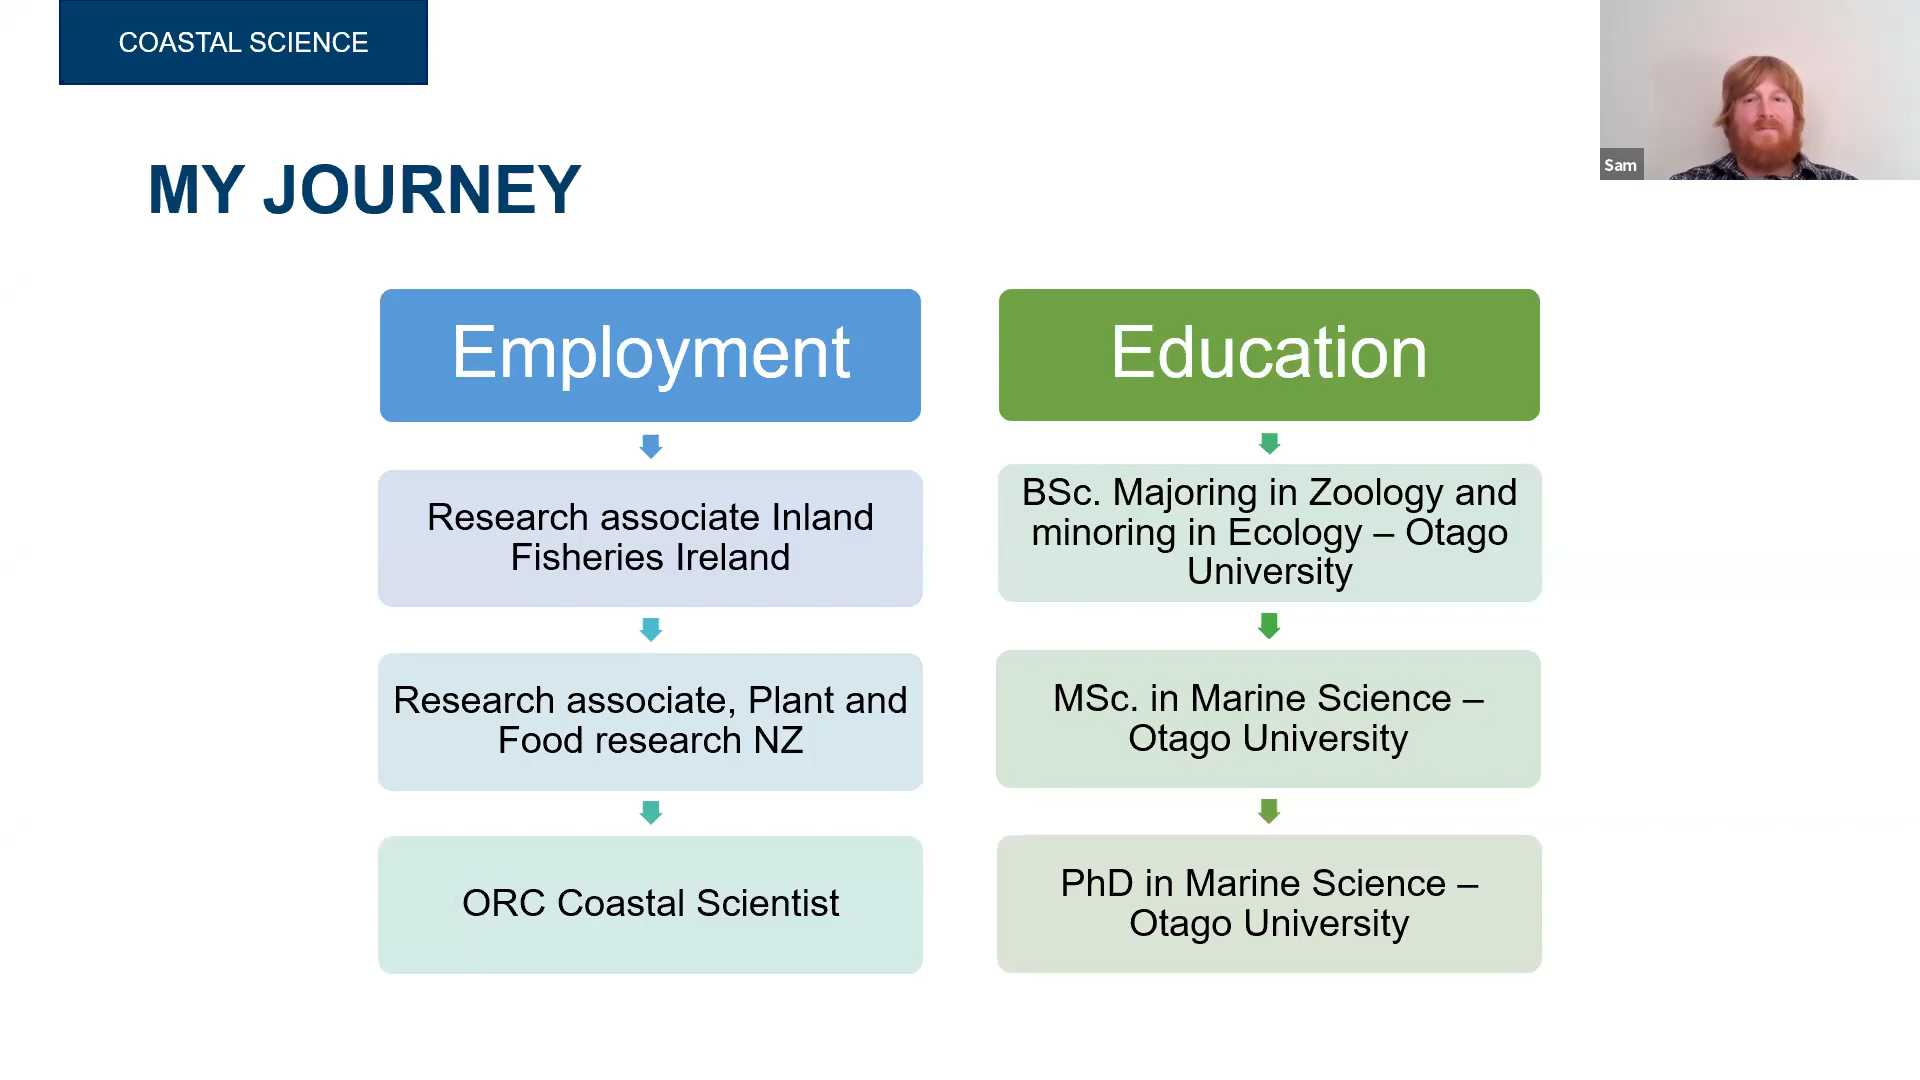 COASTAL SCIENCE
Sam
MY JOURNEY
Employment
Research associate Inland
Fisheries Ireland
Research associate, Plant and
Food research NZ
ORC Coastal Scientist
Education
BSc. Majoring in Zoology and
minoring in Ecology – Otago
University
MSc. in Marine Science –
Otago University
PhD in Marine Science –
Otago University